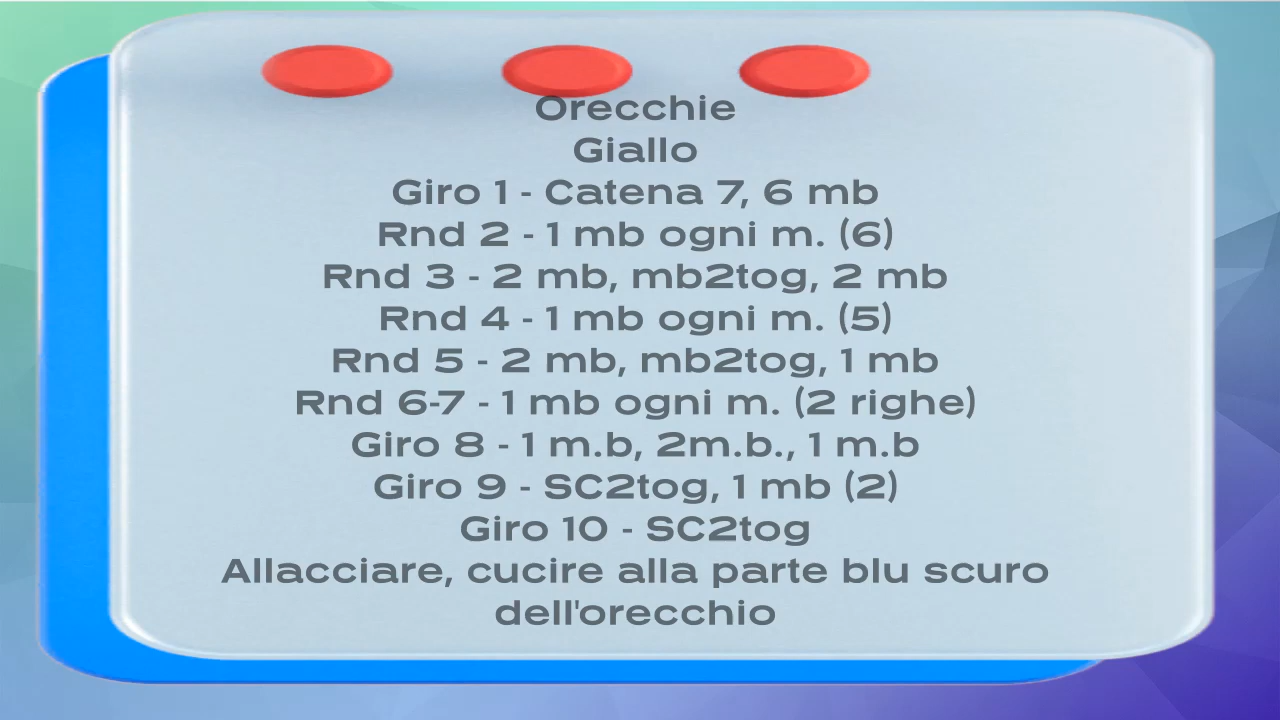 Orecchie
Giallo
Giro 1 - Catena 7, 6 mb
Rnd 2 - 1 mb ogni m. (6)
Rnd 3 - 2 mb, mb2tog, 2 mb
Rnd 4 - 1 mb ogni m. (5)
Rnd 5 - 2 mb, mb2tog, 1 mb
Rnd 6-7 - 1 mb ogni m. (2 righe)
Giro 8 - 1 m.b, 2m.b., 1 m.b
Giro 9 - SC2tog, 1 mb (2)
Giro 10 - SC2tog
Allacciare, cucire alla parte blu scuro
dell'orecchio